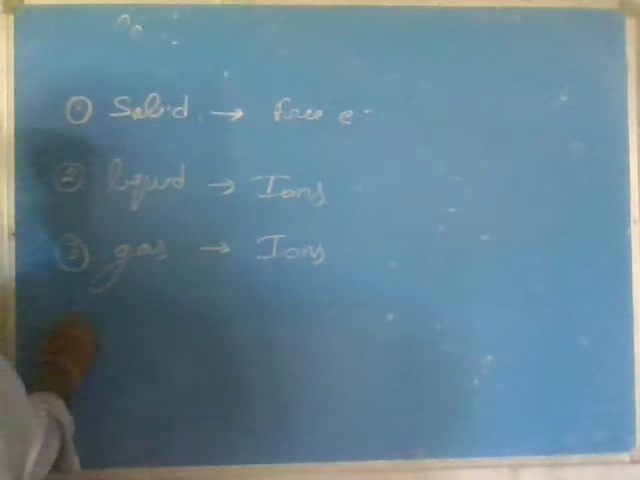 ① Solid → free e-
② liquid → Ions
③ gas → Ions